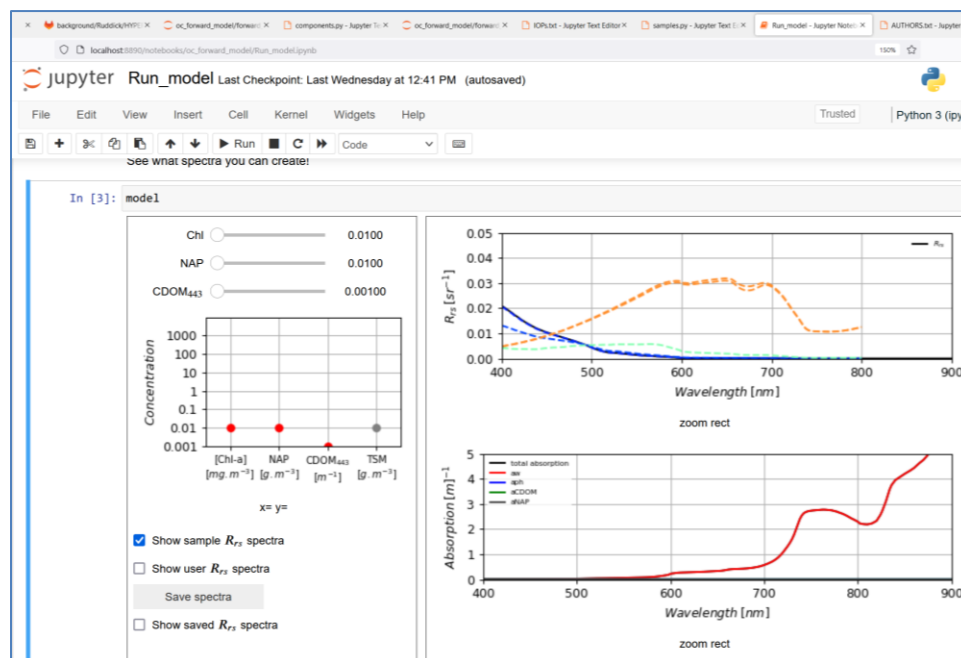 background/Ruddick/HYPE
oc_forward_model/forward
components.py - Jupyter Te
oc_forward_model/forward
IOPs.txt - Jupyter Text Editor
samples.py - Jupyter Text E
Run_model - Jupyter Noteb
AUTHORS.txt - Jupyter
localhost:8890/notebooks/oc_forward_model/Run_model.ipynb
150%
jupyter Run_model Last Checkpoint: Last Wednesday at 12:41 PM (autosaved)
File Edit View Insert Cell Kernel Widgets Help Trusted Python 3 (ipy
Run Code
See what spectra you can create!
In [3]: model
Chl 0.0100
NAP 0.0100
CDOM443 0.00100
Concentration
1000
100
10
1
0.1
0.01
0.001
[Chl-a] NAP CDOM443 TSM
[mg.m−3] [g.m−3] [m−1] [g.m−3]
x= y=
Show sample Rrs spectra
Show user Rrs spectra
Save spectra
Show saved Rrs spectra
Rrs [sr−1]
0.05
0.04
0.03
0.02
0.01
0.00
Rrs
400 500 600 700 800 900
Wavelength [nm]
zoom rect
Absorption [m]−1
5
4
3
2
1
0
total absorption
aw
aph
aCDOM
aNAP
400 500 600 700 800 900
Wavelength [nm]
zoom rect